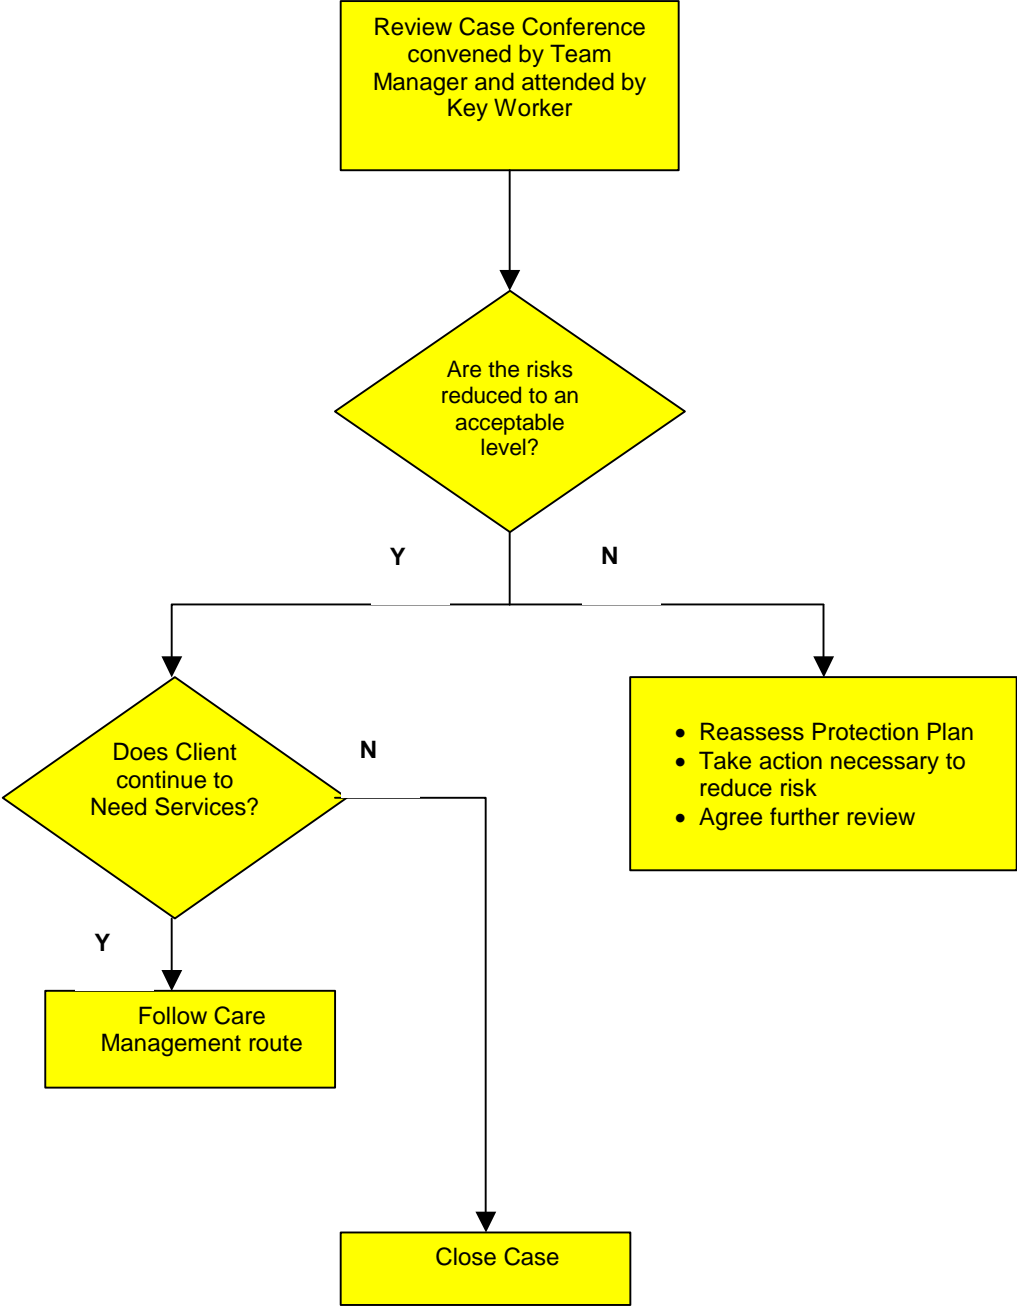 Review Case Conference
convened by Team
Manager and attended by
Key Worker
Are the risks
reduced to an
acceptable
level?
Y
N
Does Client
continue to
Need Services?
N
• Reassess Protection Plan
• Take action necessary to
reduce risk
• Agree further review
Y
Follow Care
Management route
Close Case